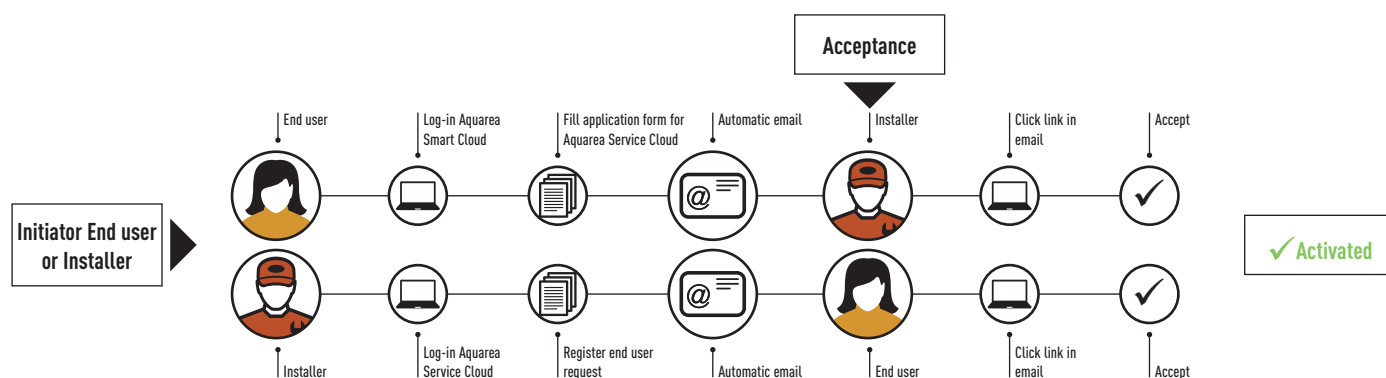 Acceptance
End user
Log-in Aquarea
Smart Cloud
Fill application form for
Aquarea Service Cloud
Automatic email
Installer
Click link in
email
Accept
@
Initiator End user
or Installer
Activated
@
Installer
Log-in Aquarea
Service Cloud
Register end user
request
Automatic email
End user
Click link in
email
Accept